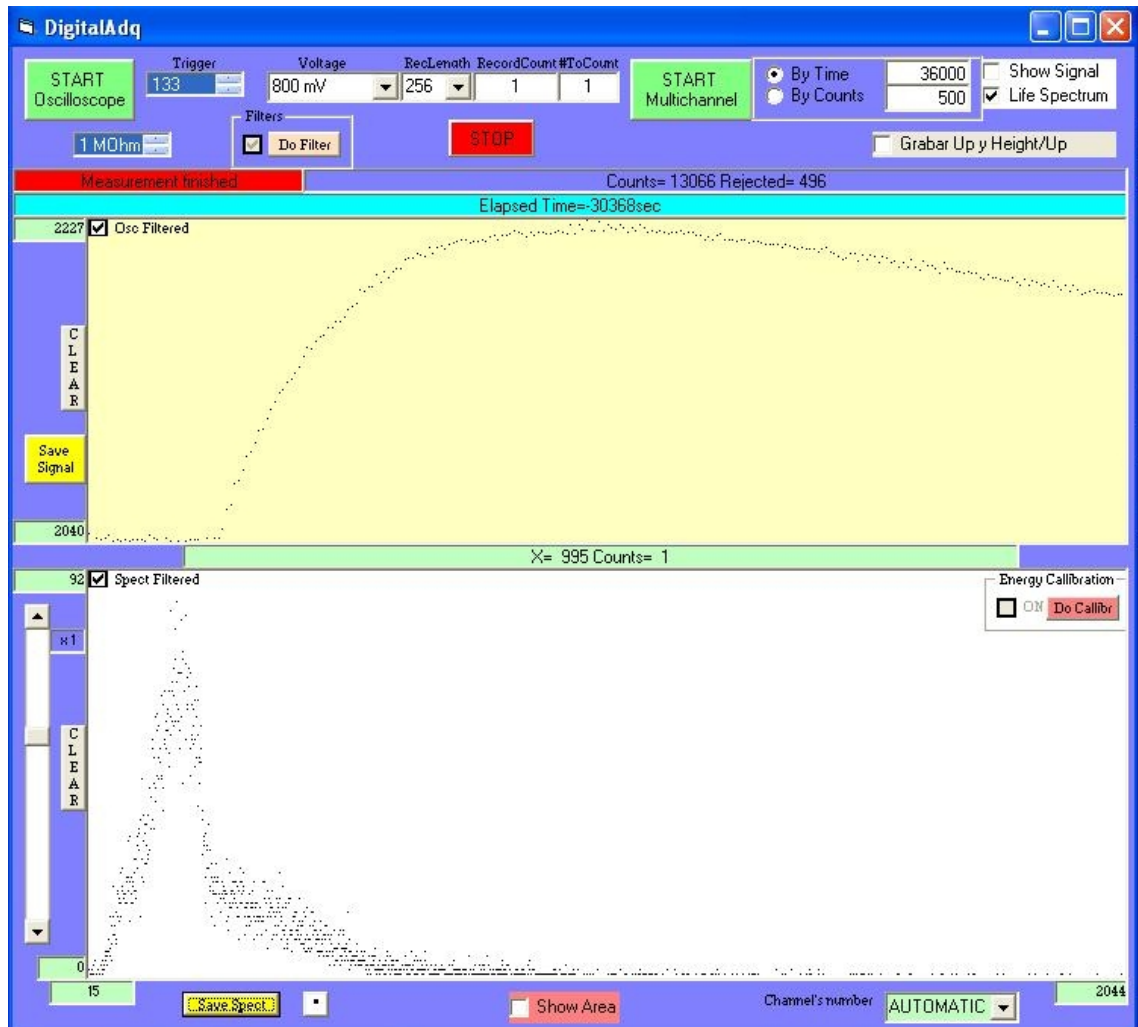 DigitalAdq
START
Oscilloscope
Trigger
133
Voltage
800 mV
RecLength
256
RecordCount
1
#ToCount
1
START
Multichannel
By Time
36000
By Counts
500
Show Signal
Life Spectrum
1 MOhm
Filters
Do Filter
STOP
Grabar Up y Height/Up
Measurement finished
Counts= 13066 Rejected= 496
Elapsed Time=-30368sec
2227
Osc Filtered
C
L
E
A
R
Save
Signal
2040
X= 995 Counts= 1
92
Spect Filtered
Energy Callibration
ON
Do Callibr
x1
C
L
E
A
R
0
15
Save Spect
Show Area
Channel's number
AUTOMATIC
2044